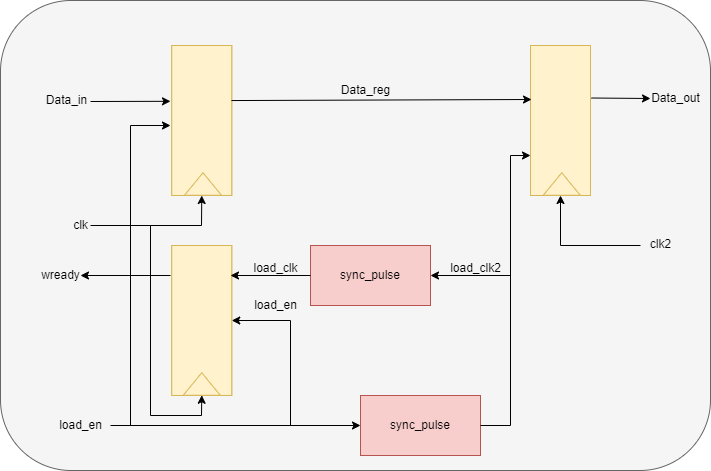 Data_reg
Data_in
Data_out
clk
clk2
load_clk
load_clk2
wready
sync_pulse
load_en
load_en
sync_pulse